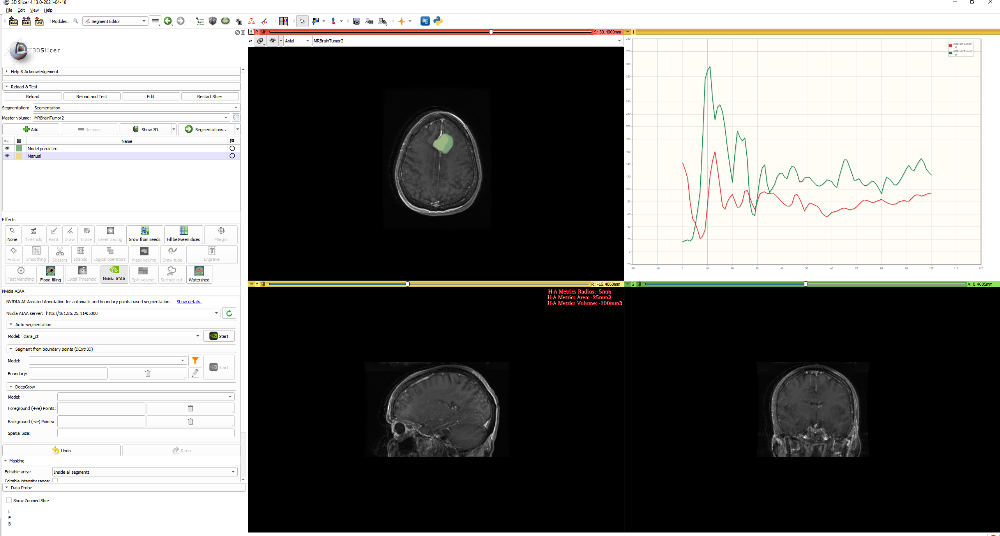 3D Slicer 4.13.0-2021-04-18
File Edit View Help
DATA DCM SAVE Modules: Segment Editor
3DSlicer
Help & Acknowledgement
Reload & Test
Reload Reload and Test Edit Restart Slicer
Segmentation: Segmentation
Master volume: MRBrainTumor2
Add Remove Show 3D Segmentations...
Name
Model predicted
Manual
Effects
None Threshold Paint Draw Erase Level tracing Grow from seeds Fill between slices Margin
Hollow Smoothing Scissors Islands Logical operators Mask volume Draw tube Engrave
Fast Marching Flood filling Local Threshold Nvidia AIAA Split volume Surface cut Watershed
Nvidia AIAA
NVIDIA AI-Assisted Annotation for automatic and boundary points based segmentation. ... Show details.
Nvidia AIAA server: http://161.85.25.114:5000
Auto-segmentation
Model: clara_ct Start
Segment from boundary points (DExtr3D)
Model:
Start
Boundary:
DeepGrow
Model:
Foreground (+ve) Points:
Background (-ve) Points:
Spatial Size:
Undo Redo
Masking
Editable area: Inside all segments
Editable intensity range:
Data Probe
Show Zoomed Slice
L
F
B
R S: 30.4000mm
Axial MRBrainTumor2
1
MRBrainTumor1
- M
MRBrainTumor2
- M
340
320
300
280
260
240
220
200
180
160
140
120
100
80
60
40
20
0
-20
-20 -10 0 10 20 30 40 50 60 70 80 90 100 110 120
Y R: -16.4060mm
H-A Metrics Radius: -5mm
H-A Metrics Area: -25mm2
H-A Metrics Volume: -100mm3
G A: 0.4685mm